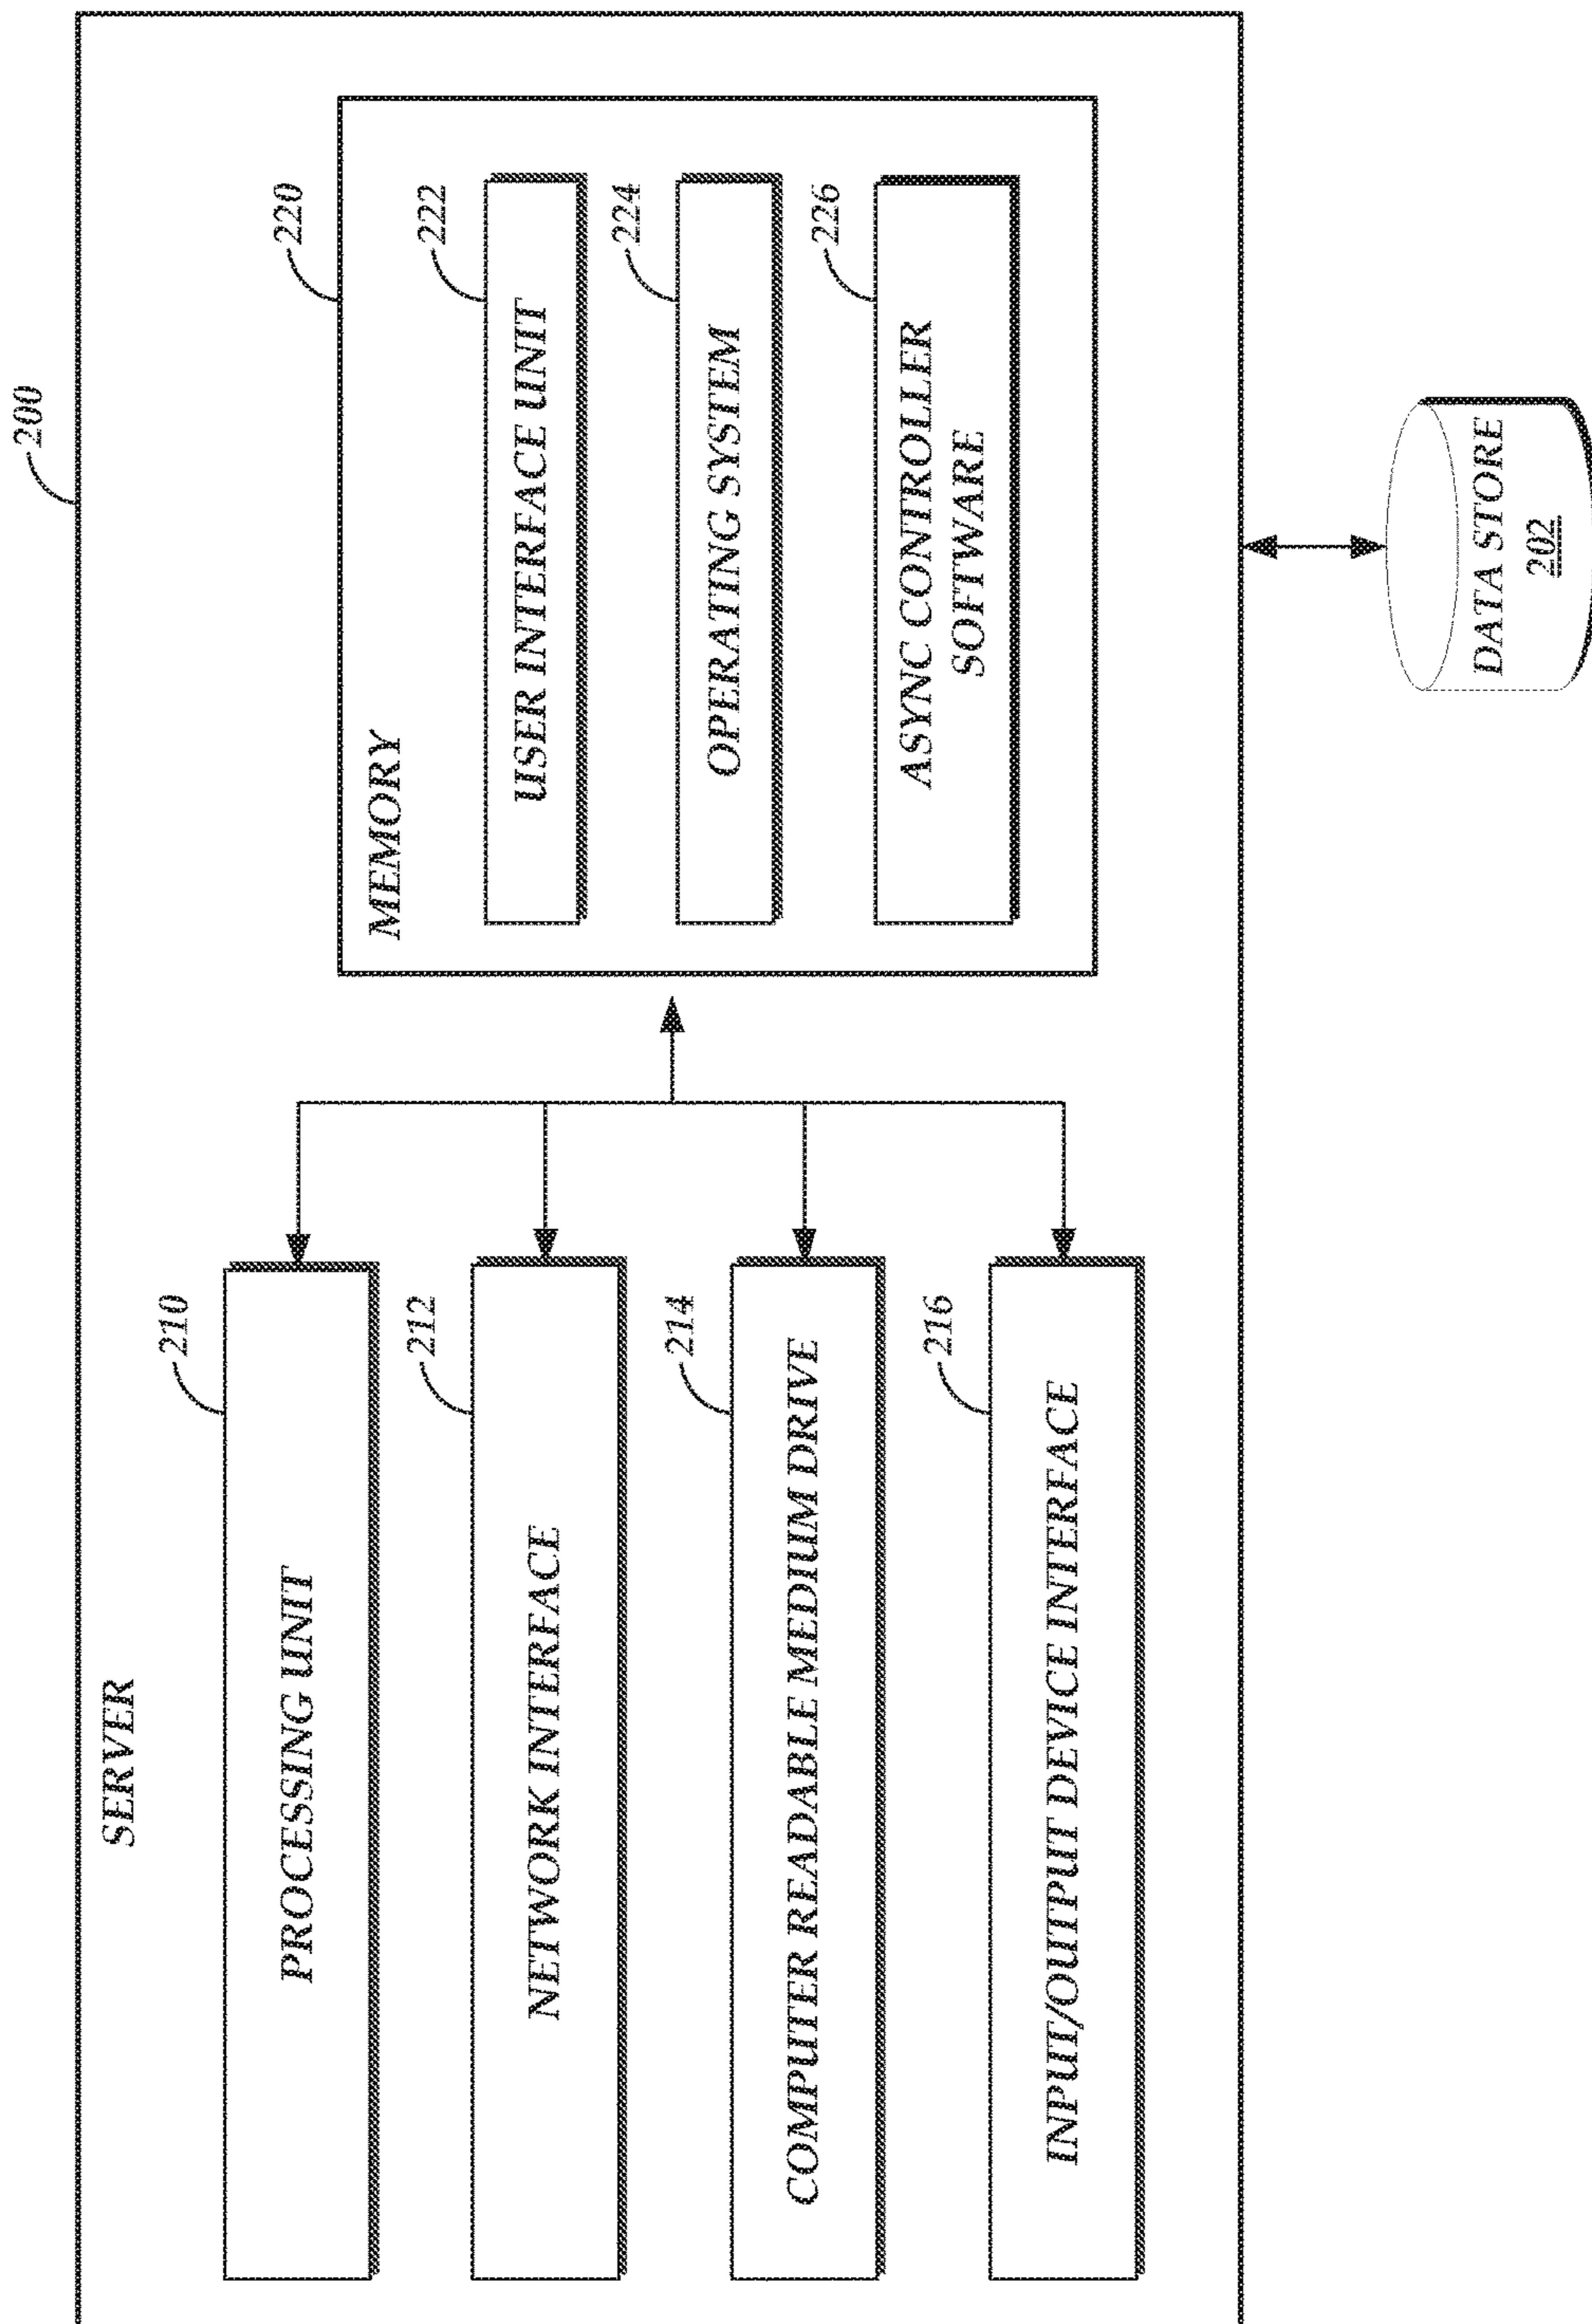 200
SERVER
210
PROCESSING UNIT
212
NETWORK INTERFACE
214
COMPUTER READABLE MEDIUM DRIVE
216
INPUT/OUTPUT DEVICE INTERFACE
220
MEMORY
222
USER INTERFACE UNIT
224
OPERATING SYSTEM
226
ASYNC CONTROLLER
SOFTWARE
DATA STORE
202